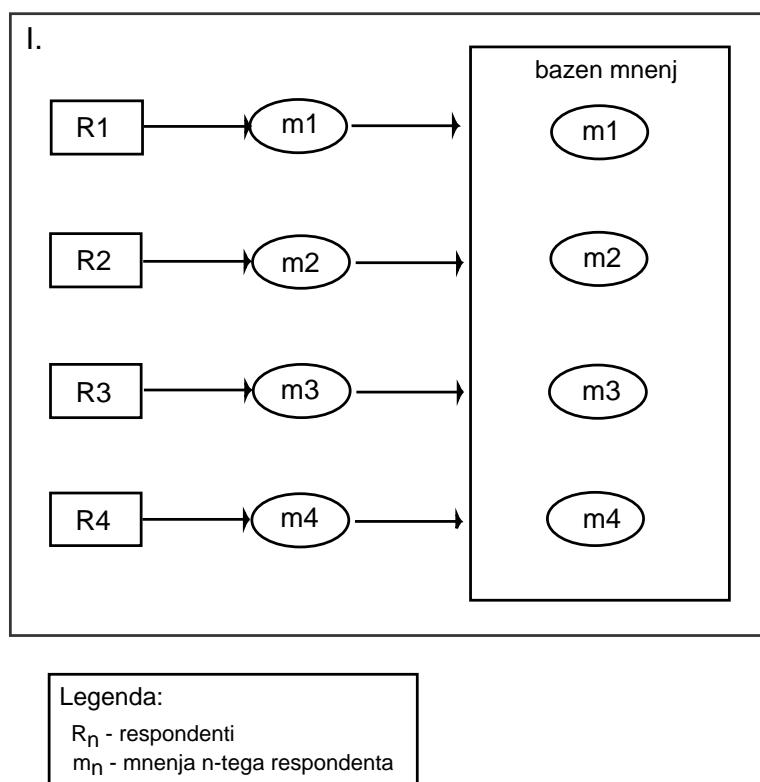 I.
bazen mnenj
R1 m1 m1
R2 m2 m2
R3 m3 m3
R4 m4 m4
Legenda:
Rn - respondenti
mn - mnenja n-tega respondenta